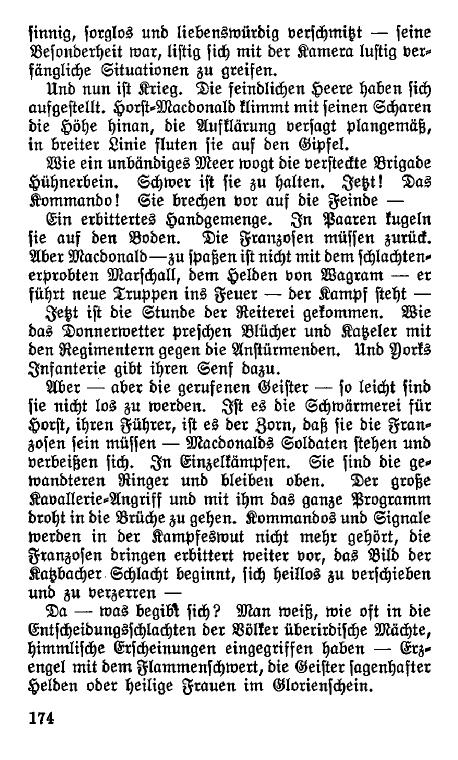 sinnig, sorglos und liebenswürdig verschmitzt — seine
Besonderheit war, listig sich mit der Kamera lustig ver-
fängliche Situationen zu greifen.
Und nun ist Krieg. Die feindlichen Heere haben sich
aufgestellt. Horst-Macdonald klimmt mit seinen Scharen
die Höhe hinan, die Aufklärung versagt plangemäß,
in breiter Linie fluten sie auf den Gipfel.
Wie ein unbändiges Meer wogt die versteckte Brigade
Hühnerbein. Schwer ist sie zu halten. Jetzt! Das
Kommando! Sie brechen vor auf die Feinde —
Ein erbittertes Handgemenge. In Paaren kugeln
sie auf den Boden. Die Franzosen müssen zurück.
Aber Macdonald—zu spaßen ist nicht mit dem schlachten-
erprobten Marschall, dem Helden von Wagram — er
führt neue Truppen ins Feuer — der Kampf steht —
Jetzt ist die Stunde der Reiterei gekommen. Wie
das Donnerwetter preschen Blücher und Katzeler mit
den Regimentern gegen die Anstürmenden. Und Yorks
Infanterie gibt ihren Senf dazu.
Aber — aber die gerufenen Geister — so leicht sind
sie nicht los zu werden. Ist es die Schwärmerei für
Horst, ihren Führer, ist es der Zorn, daß sie die Fran-
zosen sein müssen — Macdonalds Soldaten stehen und
verbeißen sich. In Einzelkämpfen. Sie sind die ge-
wandteren Ringer und bleiben oben. Der große
Kavallerie-Angriff und mit ihm das ganze Programm
droht in die Brüche zu gehen. Kommandos und Signale
werden in der Kampfeswut nicht mehr gehört, die
Franzosen dringen erbittert weiter vor, das Bild der
Katzbacher Schlacht beginnt, sich heillos zu verschieben
und zu verzerren —
Da — was begibt sich? Man weiß, wie oft in die
Entscheidungsschlachten der Völker überirdische Mächte,
himmlische Erscheinungen eingegriffen haben — Erz-
engel mit dem Flammenschwert, die Geister sagenhafter
Helden oder heilige Frauen im Glorienschein.
174